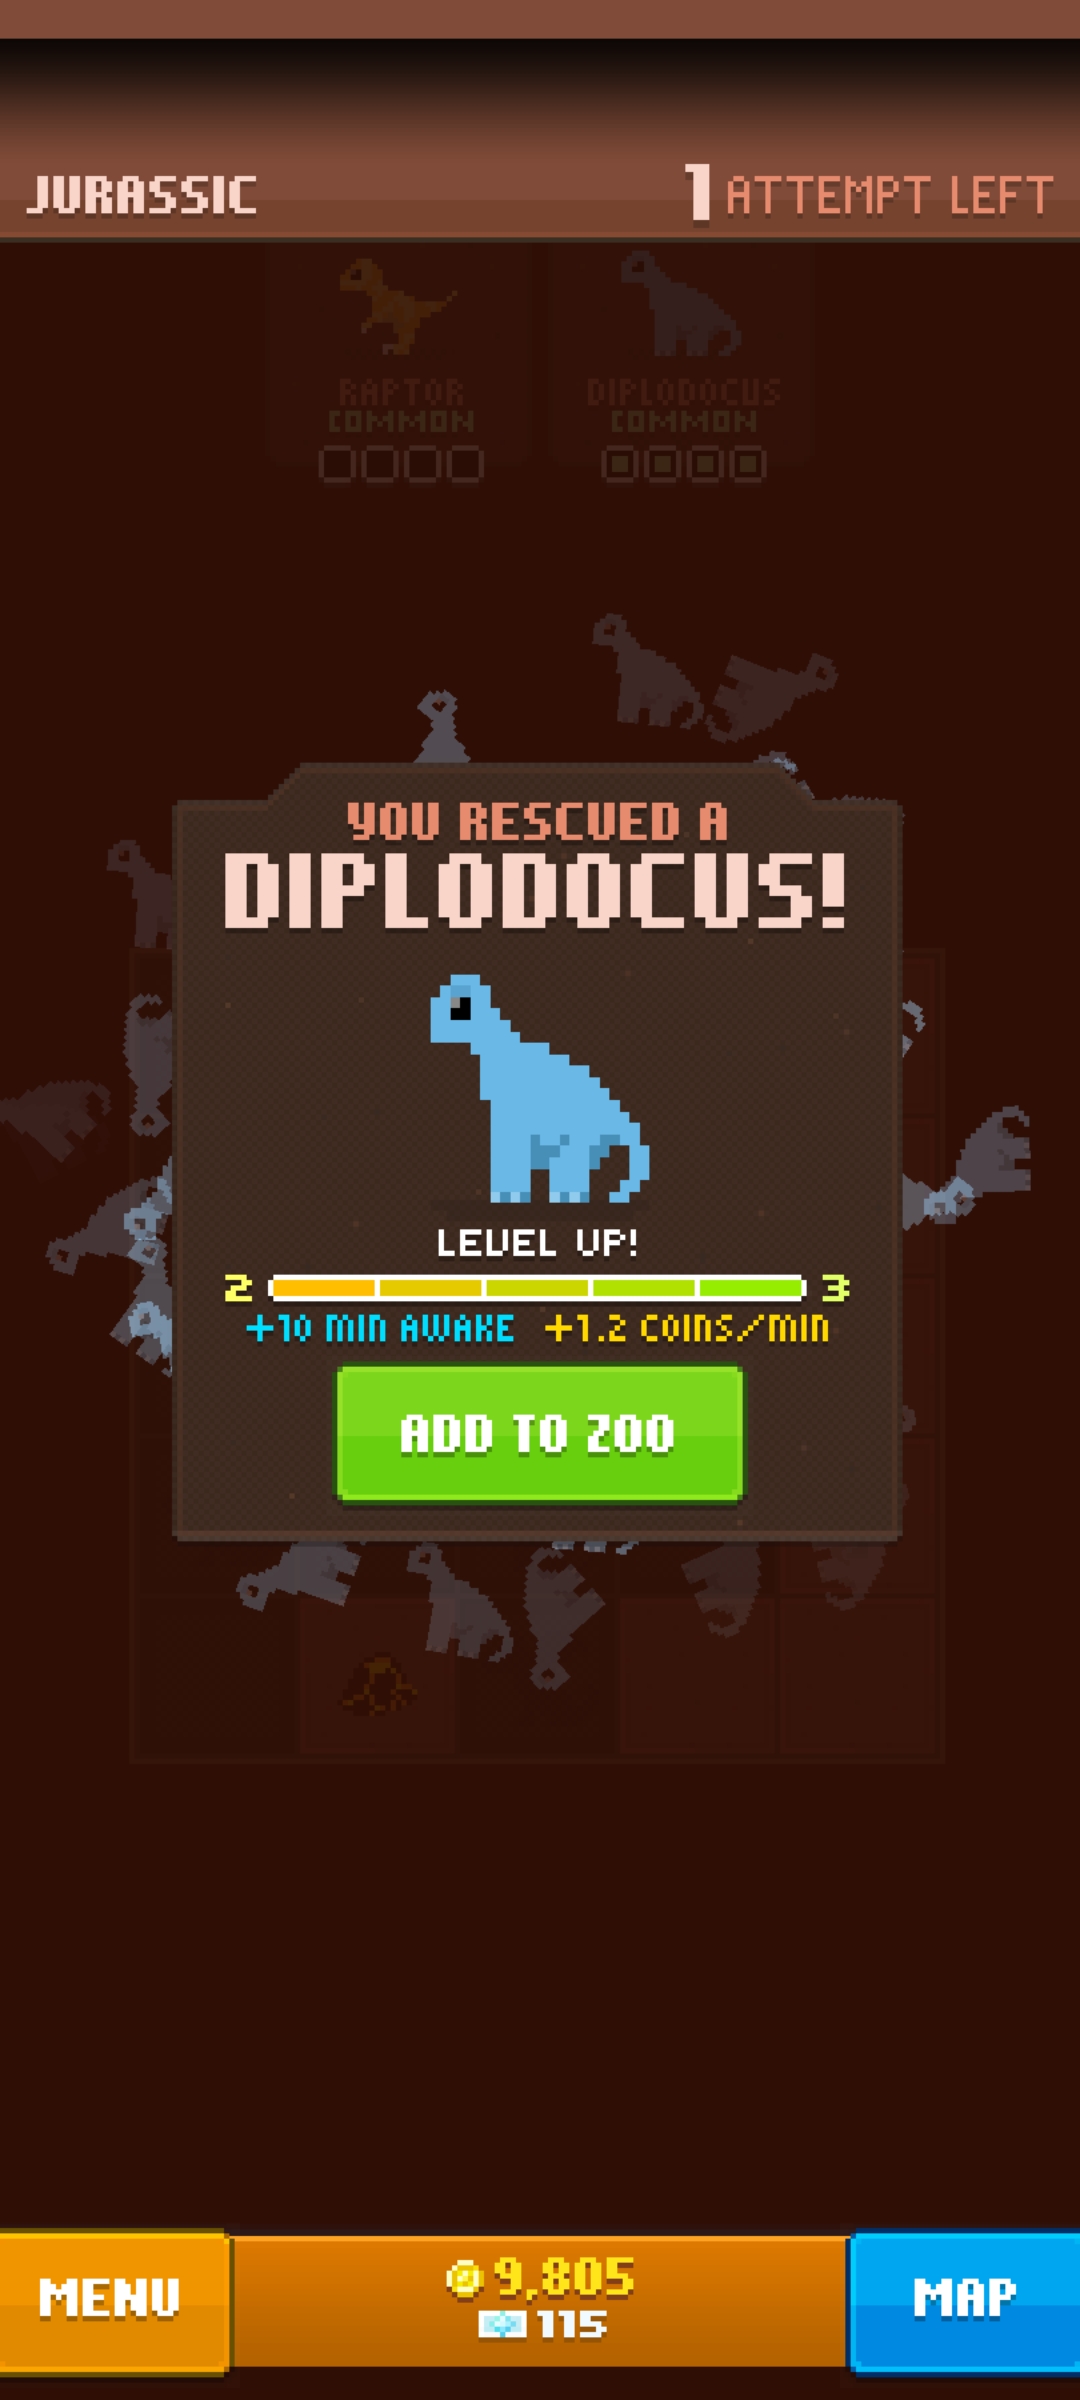 JURASSIC
1 ATTEMPT LEFT
RAPTOR
COMMON
DIPLODOCUS
COMMON
YOU RESCUED A
DIPLODOCUS!
LEVEL UP!
2
3
+10 MIN AWAKE
+1.2 COINS/MIN
ADD TO ZOO
MENU
9,805
115
MAP